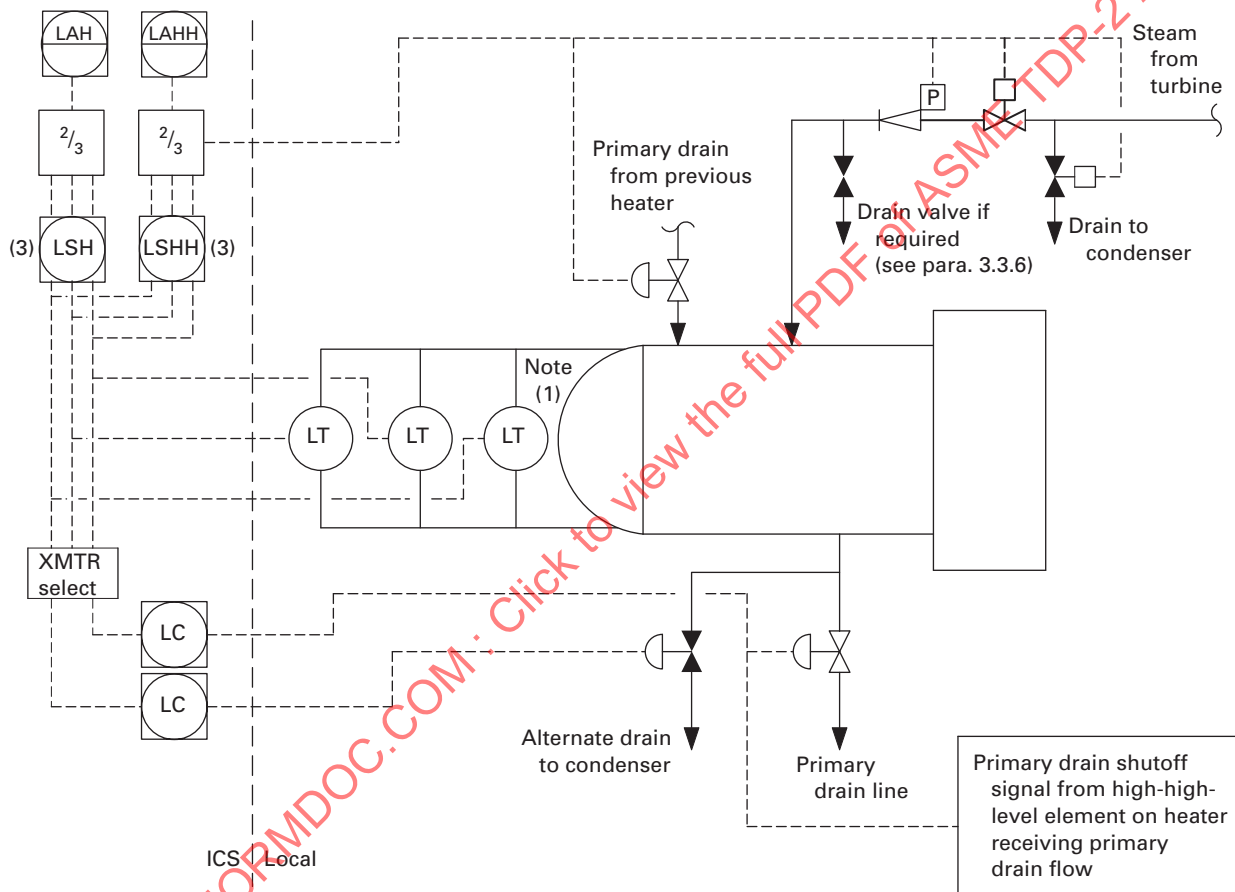 LAH
LAHH
2/3
2/3
(3)
LSH
LSHH
(3)
P
Steam
from
turbine
Primary drain
from previous
heater
Drain valve if
required
(see para. 3.3.6)
Drain to
condenser
Note
(1)
LT
LT
LT
XMTR
select
LC
LC
Alternate drain
to condenser
Primary
drain line
Primary drain shutoff
signal from high-high-
level element on heater
receiving primary
drain flow
ICS
Local
ORMDOC.COM : Click to view the full PDF of ASME TDP-2